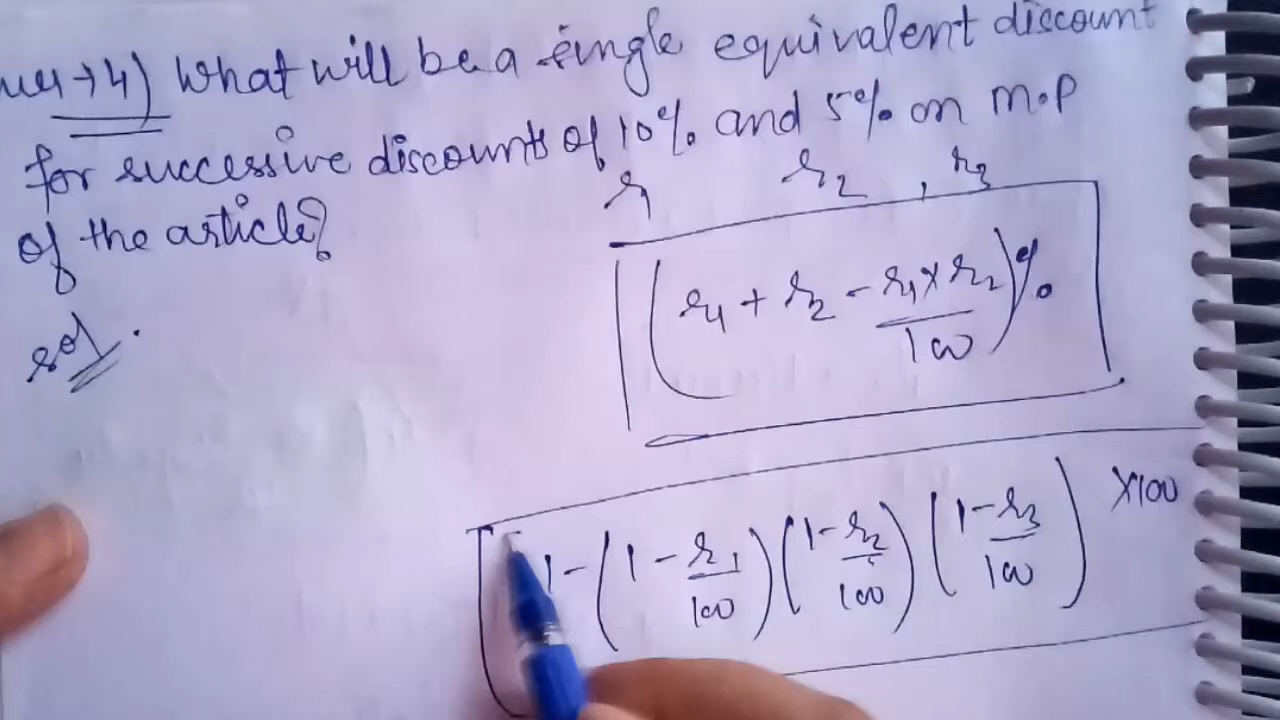 4) What will be a single equivalent discount
for successive discounts of 10% and 5% on M.P
of the article?
r1 r2 , r3
(r1 + r2 - r1×r2/100)%
sol.
1-(1-r1/100)(1-r2/100)(1-r3/100) ×100